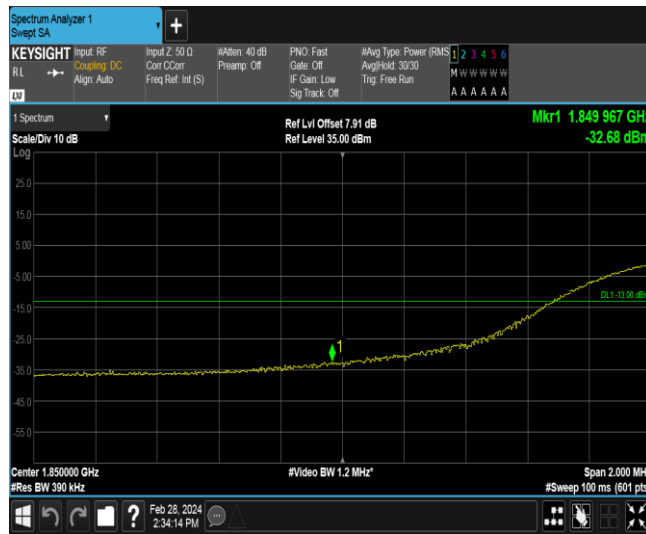 Spectrum Analyzer 1
Swept SA
+
KEYSIGHT
RL
LXI
Input: RF
Coupling: DC
Align: Auto
Input Z: 50 Ω
Corr CCorr
Freq Ref: Int (S)
#Atten: 40 dB
Preamp: Off
PNO: Fast
Gate: Off
IF Gain: Low
Sig Track: Off
#Avg Type: Power (RMS
Avg|Hold: 30/30
Trig: Free Run
1 2 3 4 5 6
M W W W W W
A A A A A A
1 Spectrum
Scale/Div 10 dB
Ref Lvl Offset 7.91 dB
Ref Level 35.00 dBm
Mkr1 1.849 967 GHz
-32.68 dBm
Log
25.0
15.0
5.00
-5.00
-15.0
-25.0
-35.0
-45.0
-55.0
DL1 -13.00 dBm
1
Center 1.850000 GHz
#Res BW 390 kHz
#Video BW 1.2 MHz*
Span 2.000 MH
#Sweep 100 ms (601 pts
?
Feb 28, 2024
2:34:14 PM